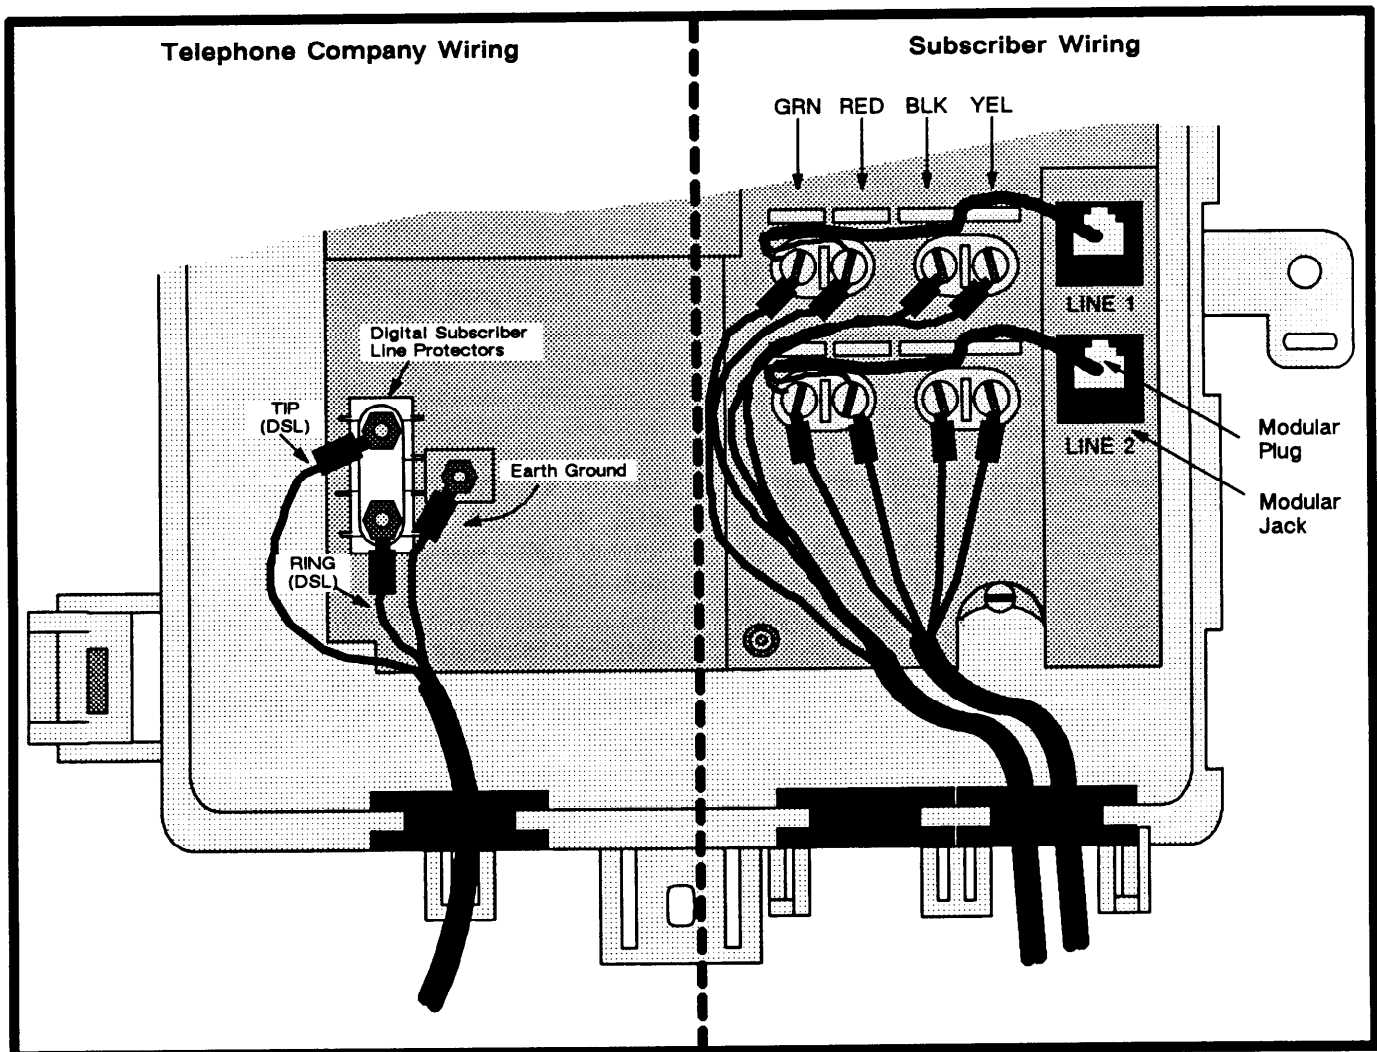 Telephone Company Wiring
Subscriber Wiring
GRN RED BLK YEL
LINE 1
Digital Subscriber
Line Protectors
TIP
(DSL)
Earth Ground
RING
(DSL)
LINE 2
Modular
Plug
Modular
Jack